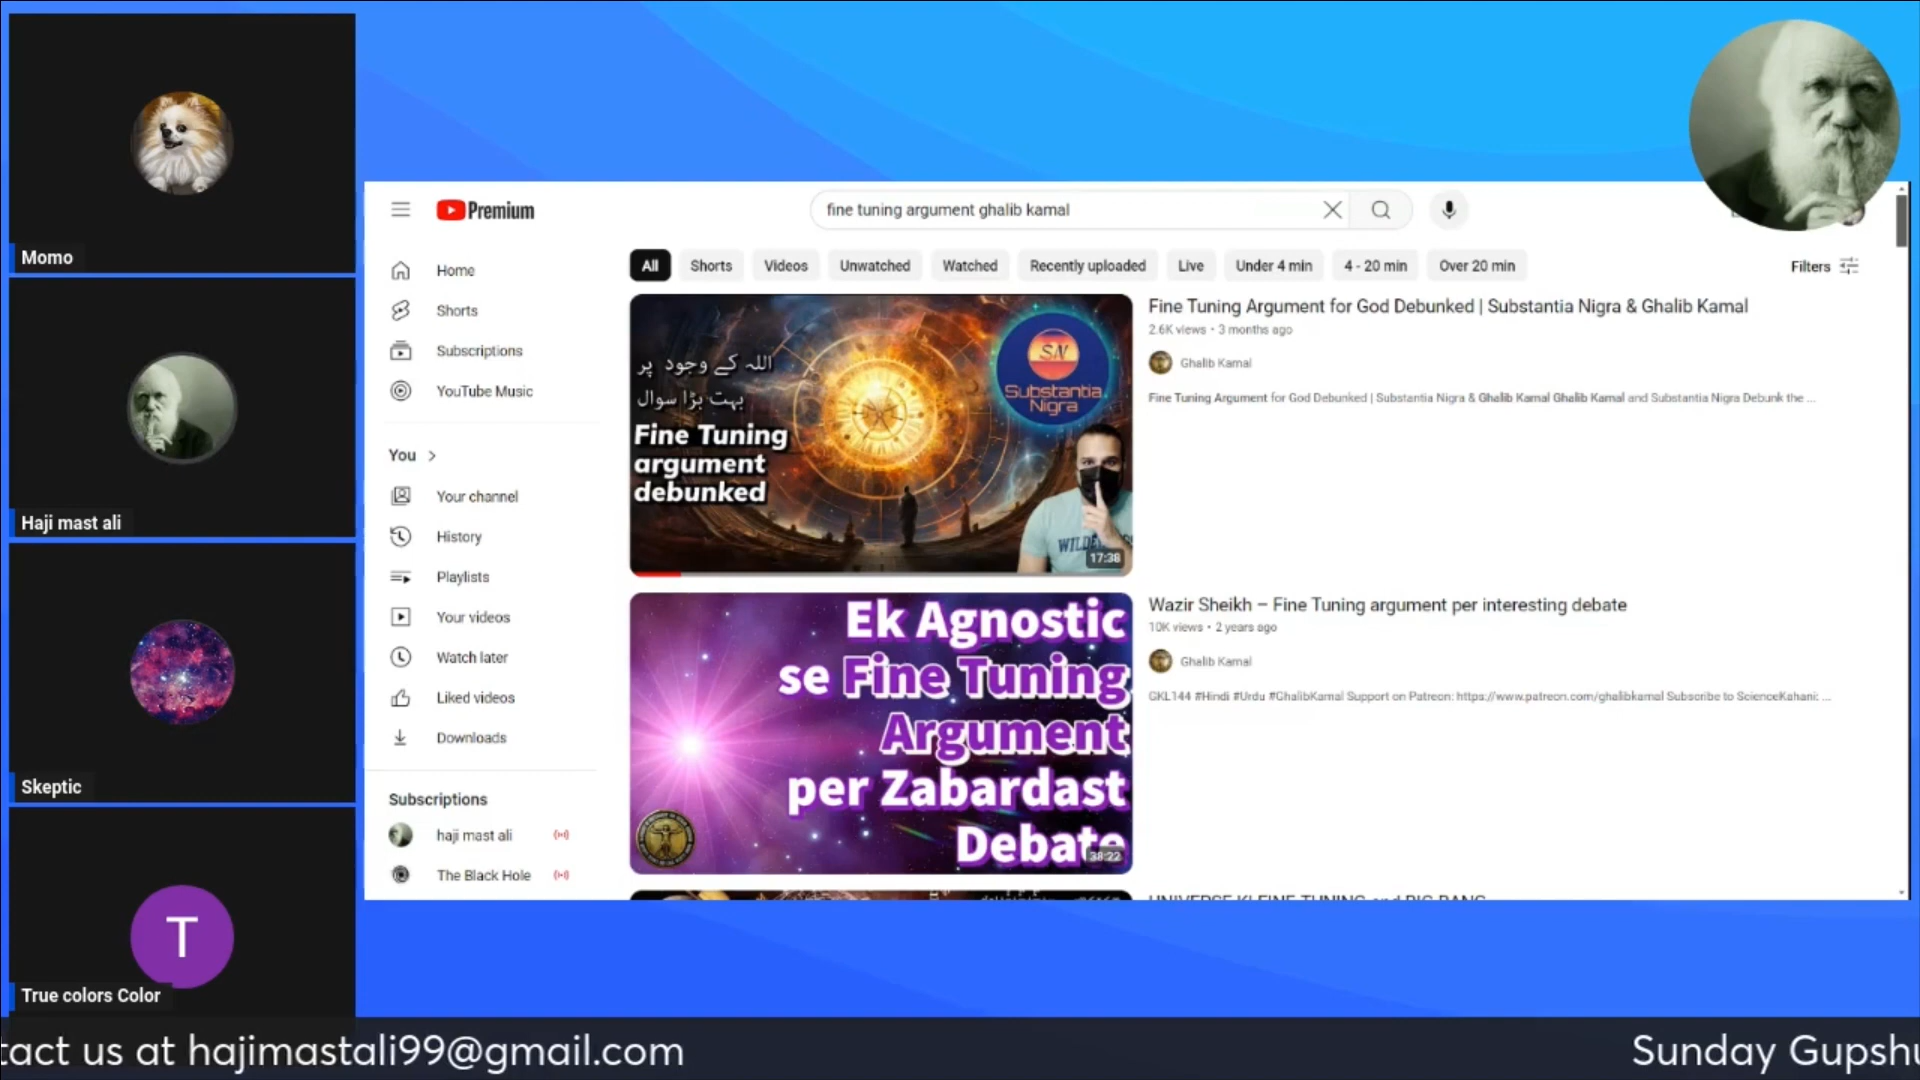 Momo
Haji mast ali
Skeptic
T
True colors Color
Premium
fine tuning argument ghalib kamal
Home
Shorts
Subscriptions
YouTube Music
You
Your channel
History
Playlists
Your videos
Watch later
Liked videos
Downloads
Subscriptions
haji mast ali
The Black Hole
All
Shorts
Videos
Unwatched
Watched
Recently uploaded
Live
Under 4 min
4 - 20 min
Over 20 min
Filters
اللہ کے وجود پر
بہت بڑا سوال
Fine Tuning
argument
debunked
SN
Substantia
Nigra
WILDE
17:38
Fine Tuning Argument for God Debunked | Substantia Nigra & Ghalib Kamal
2.6K views • 3 months ago
Ghalib Kamal
Fine Tuning Argument for God Debunked | Substantia Nigra & Ghalib Kamal Ghalib Kamal and Substantia Nigra Debunk the ...
Ek Agnostic
se Fine Tuning
Argument
per Zabardast
Debate
38:22
Wazir Sheikh – Fine Tuning argument per interesting debate
10K views • 2 years ago
Ghalib Kamal
GKL144 #Hindi #Urdu #GhalibKamal Support on Patreon: https://www.patreon.com/ghalibkamal Subscribe to ScienceKahani: ...
UNIVERSE KI FINE TUNING and BIG BANG
tact us at hajimastali99@gmail.com
Sunday Gupshu